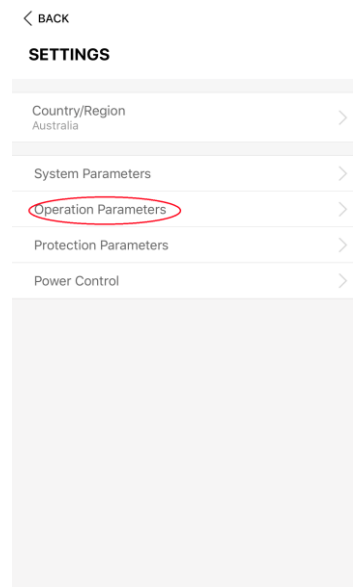 BACK
SETTINGS
Country/Region
Australia
System Parameters
Operation Parameters
Protection Parameters
Power Control